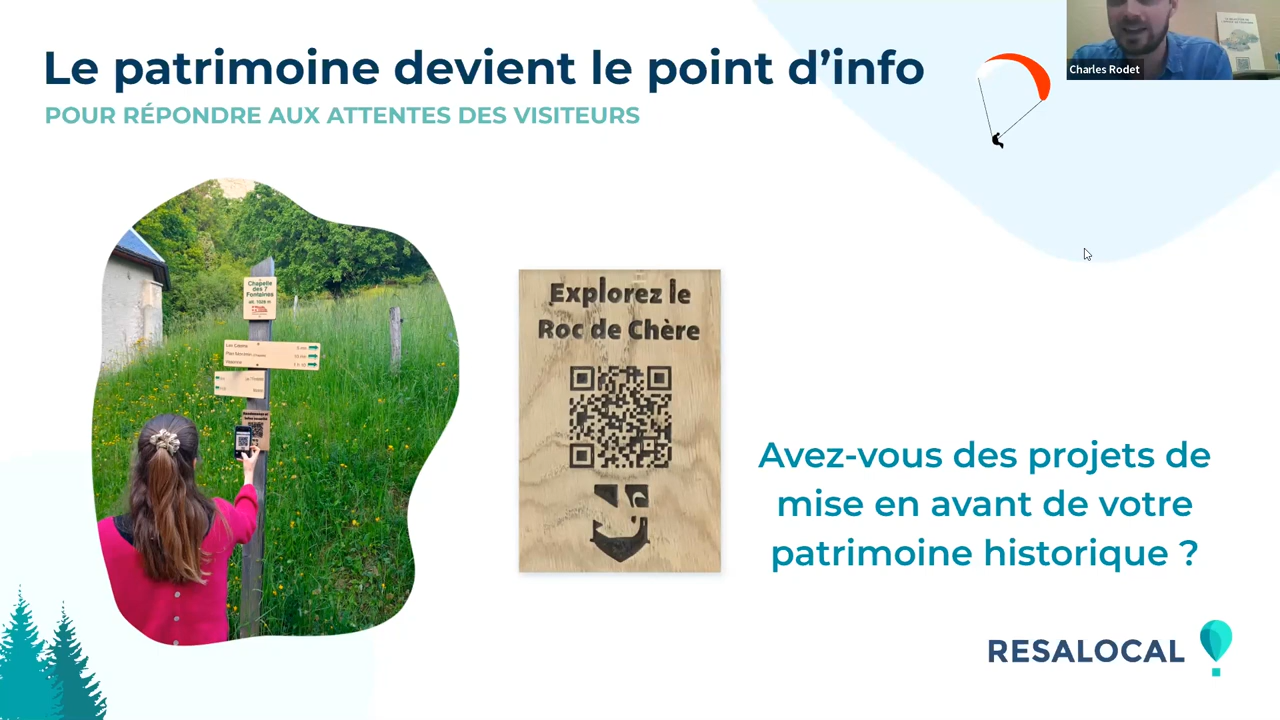 Le patrimoine devient le point d’info
POUR RÉPONDRE AUX ATTENTES DES VISITEURS
Charles Rodet
Chapelle
des 7
Fontaines
Explorez le
Roc de Chère
Avez-vous des projets de
mise en avant de votre
patrimoine historique ?
RESALOCAL